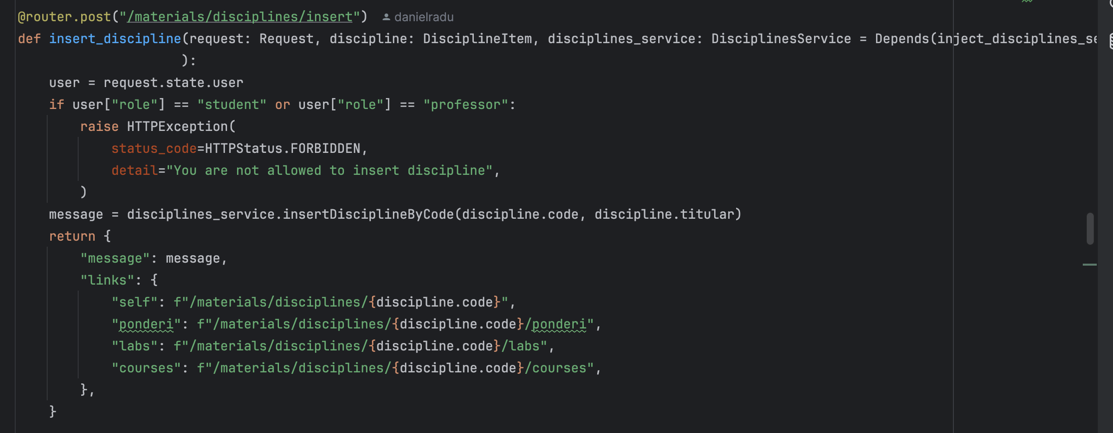 @router.post("/materials/disciplines/insert") danielradu
def insert_discipline(request: Request, discipline: DisciplineItem, disciplines_service: DisciplinesService = Depends(inject_disciplines_se
):
user = request.state.user
if user["role"] == "student" or user["role"] == "professor":
raise HTTPException(
status_code=HTTPStatus.FORBIDDEN,
detail="You are not allowed to insert discipline",
)
message = disciplines_service.insertDisciplineByCode(discipline.code, discipline.titular)
return {
"message": message,
"links": {
"self": f"/materials/disciplines/{discipline.code}",
"ponderi": f"/materials/disciplines/{discipline.code}/ponderi",
"labs": f"/materials/disciplines/{discipline.code}/labs",
"courses": f"/materials/disciplines/{discipline.code}/courses",
},
}